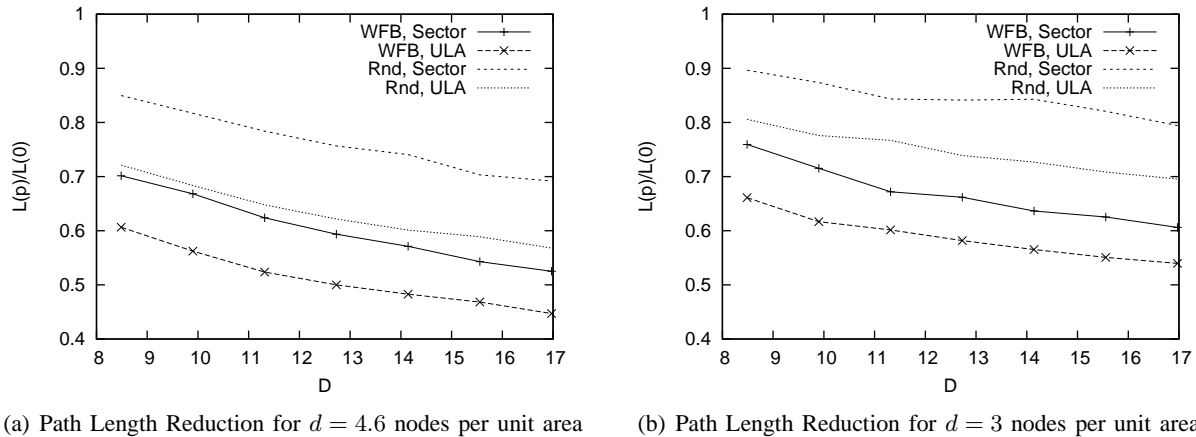 1
0.9
0.8
0.7
0.6
0.5
0.4
L(p)/L(0)
8 9 10 11 12 13 14 15 16 17
D
WFB, Sector
WFB, ULA
Rnd, Sector
Rnd, ULA
(a) Path Length Reduction for d = 4.6 nodes per unit area
1
0.9
0.8
0.7
0.6
0.5
0.4
L(p)/L(0)
8 9 10 11 12 13 14 15 16 17
D
WFB, Sector
WFB, ULA
Rnd, Sector
Rnd, ULA
(b) Path Length Reduction for d = 3 nodes per unit area